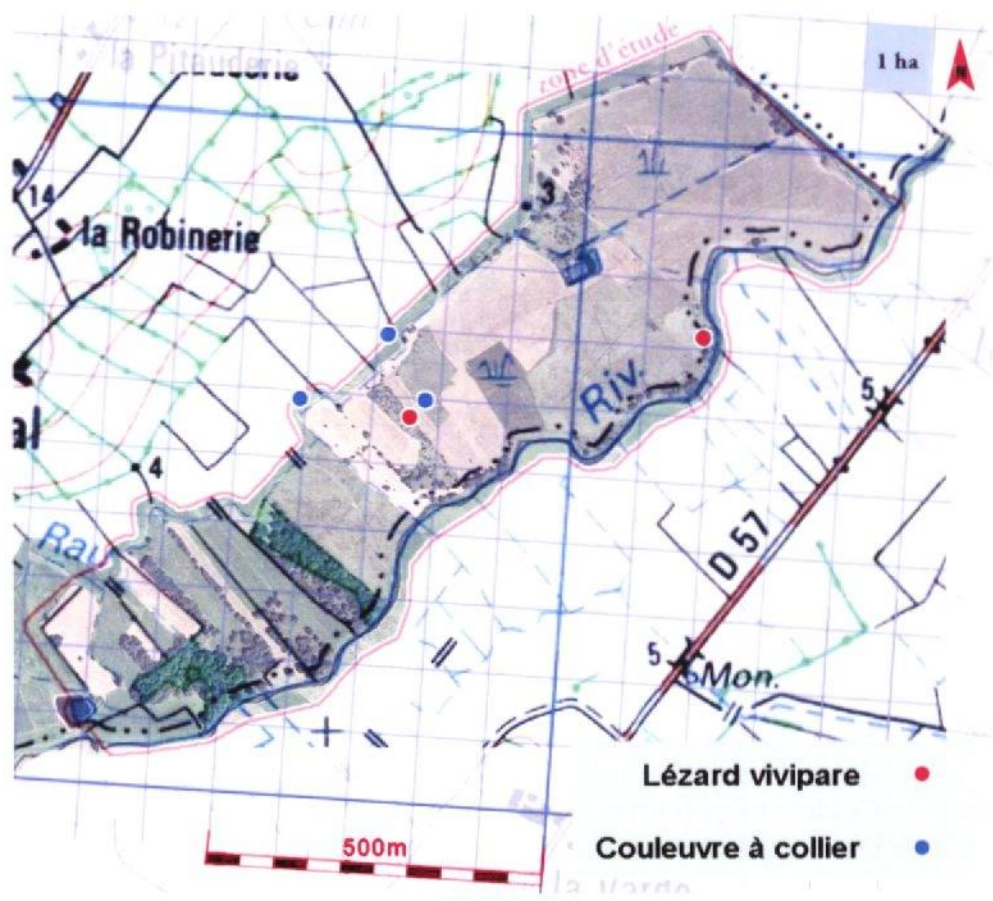 la Pitauderie
zone d'étude
1 ha
N
14
3
la Robinerie
al
4
5
Riv.
Rau
D 57
5
Mon.
Lézard vivipare
500m
Couleuvre à collier